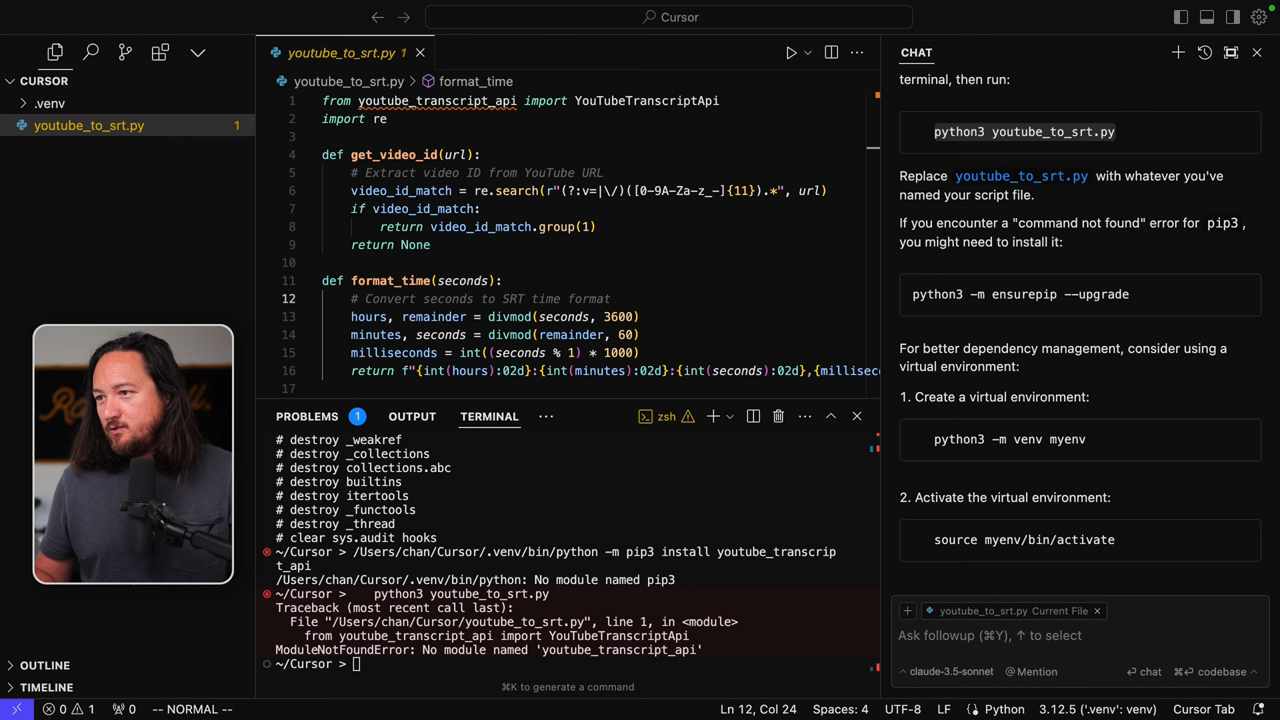 Cursor
CURSOR
.venv
youtube_to_srt.py 1
OUTLINE
TIMELINE
youtube_to_srt.py 1
youtube_to_srt.py > format_time
1 from youtube_transcript_api import YouTubeTranscriptApi
2 import re
3
4 def get_video_id(url):
5 # Extract video ID from YouTube URL
6 video_id_match = re.search(r"(?:v=|\/)([0-9A-Za-z_-]{11}).*", url)
7 if video_id_match:
8 return video_id_match.group(1)
9 return None
10
11 def format_time(seconds):
12 # Convert seconds to SRT time format
13 hours, remainder = divmod(seconds, 3600)
14 minutes, seconds = divmod(remainder, 60)
15 milliseconds = int((seconds % 1) * 1000)
16 return f"{int(hours):02d}:{int(minutes):02d}:{int(seconds):02d},{millisec
17
PROBLEMS 1 OUTPUT TERMINAL ··· zsh
# destroy _weakref
# destroy _collections
# destroy collections.abc
# destroy builtins
# destroy itertools
# destroy _functools
# destroy _thread
# clear sys.audit hooks
~/Cursor > /Users/chan/Cursor/.venv/bin/python -m pip3 install youtube_transcrip
t_api
/Users/chan/Cursor/.venv/bin/python: No module named pip3
~/Cursor > python3 youtube_to_srt.py
Traceback (most recent call last):
File "/Users/chan/Cursor/youtube_to_srt.py", line 1, in <module>
from youtube_transcript_api import YouTubeTranscriptApi
ModuleNotFoundError: No module named 'youtube_transcript_api'
~/Cursor >
⌘K to generate a command
CHAT
terminal, then run:
python3 youtube_to_srt.py
Replace youtube_to_srt.py with whatever you've
named your script file.
If you encounter a "command not found" error for pip3,
you might need to install it:
python3 -m ensurepip --upgrade
For better dependency management, consider using a
virtual environment:
1. Create a virtual environment:
python3 -m venv myenv
2. Activate the virtual environment:
source myenv/bin/activate
+ youtube_to_srt.py Current File ×
Ask followup (⌘Y), ↑ to select
claude-3.5-sonnet @ Mention ↵ chat ⌘↵ codebase
0 1 0 -- NORMAL -- Ln 12, Col 24 Spaces: 4 UTF-8 LF Python 3.12.5 ('.venv': venv) Cursor Tab